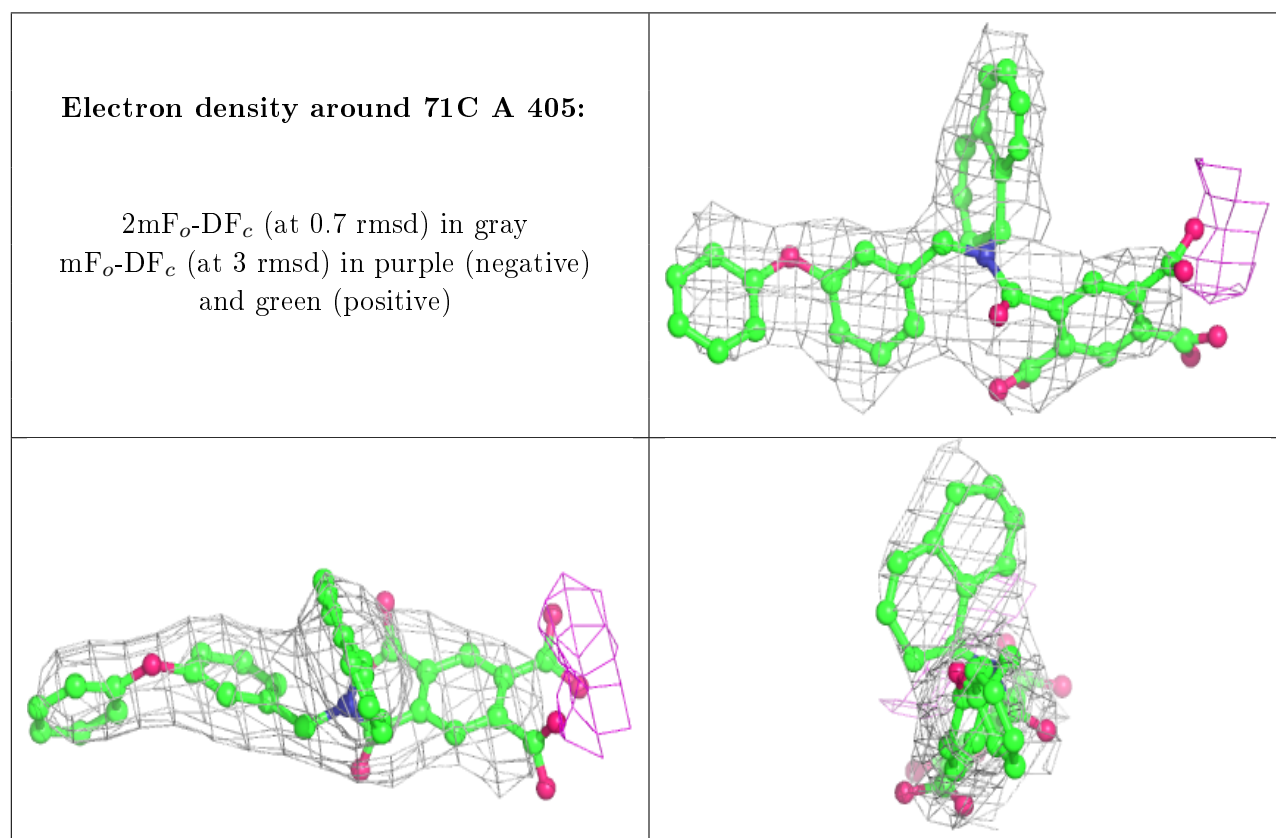 Electron density around 71C A 405:
2mFo-DFc (at 0.7 rmsd) in gray
mFo-DFc (at 3 rmsd) in purple (negative)
and green (positive)